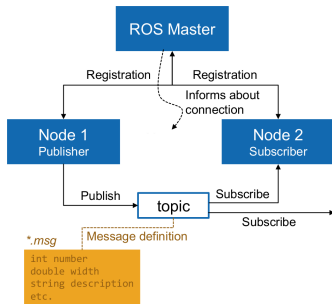 ROS Master
Registration
Registration
Informs about
connection
Node 1
Publisher
Node 2
Subscriber
Publish
topic
Subscribe
Subscribe
*.msg
Message definition
int number
double width
string description
etc.